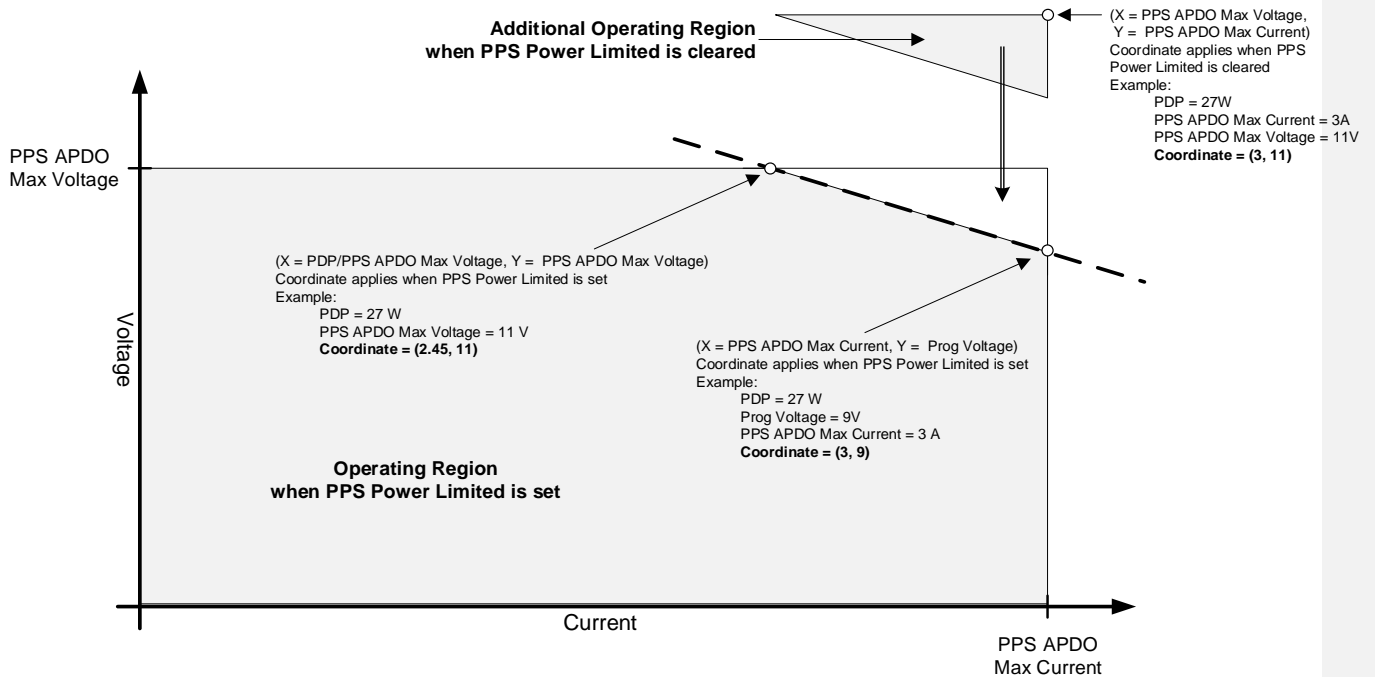 Additional Operating Region
when PPS Power Limited is cleared
(X = PPS APDO Max Voltage,
Y = PPS APDO Max Current)
Coordinate applies when PPS
Power Limited is cleared
Example:
PDP = 27W
PPS APDO Max Current = 3A
PPS APDO Max Voltage = 11V
Coordinate = (3, 11)
PPS APDO
Max Voltage
(X = PDP/PPS APDO Max Voltage, Y = PPS APDO Max Voltage)
Coordinate applies when PPS Power Limited is set
Example:
PDP = 27 W
PPS APDO Max Voltage = 11 V
Coordinate = (2.45, 11)
(X = PPS APDO Max Current, Y = Prog Voltage)
Coordinate applies when PPS Power Limited is set
Example:
PDP = 27 W
Prog Voltage = 9V
PPS APDO Max Current = 3 A
Coordinate = (3, 9)
Voltage
Operating Region
when PPS Power Limited is set
Current
PPS APDO
Max Current